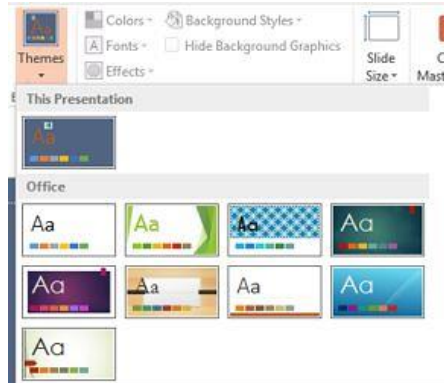 Colors Background Styles
Themes
A Fonts Hide Background Graphics
Effects
Slide
Size
Mast
This Presentation
Aa
Office
Aa Aa Aa Aa
Aa Aa Aa Aa
Aa